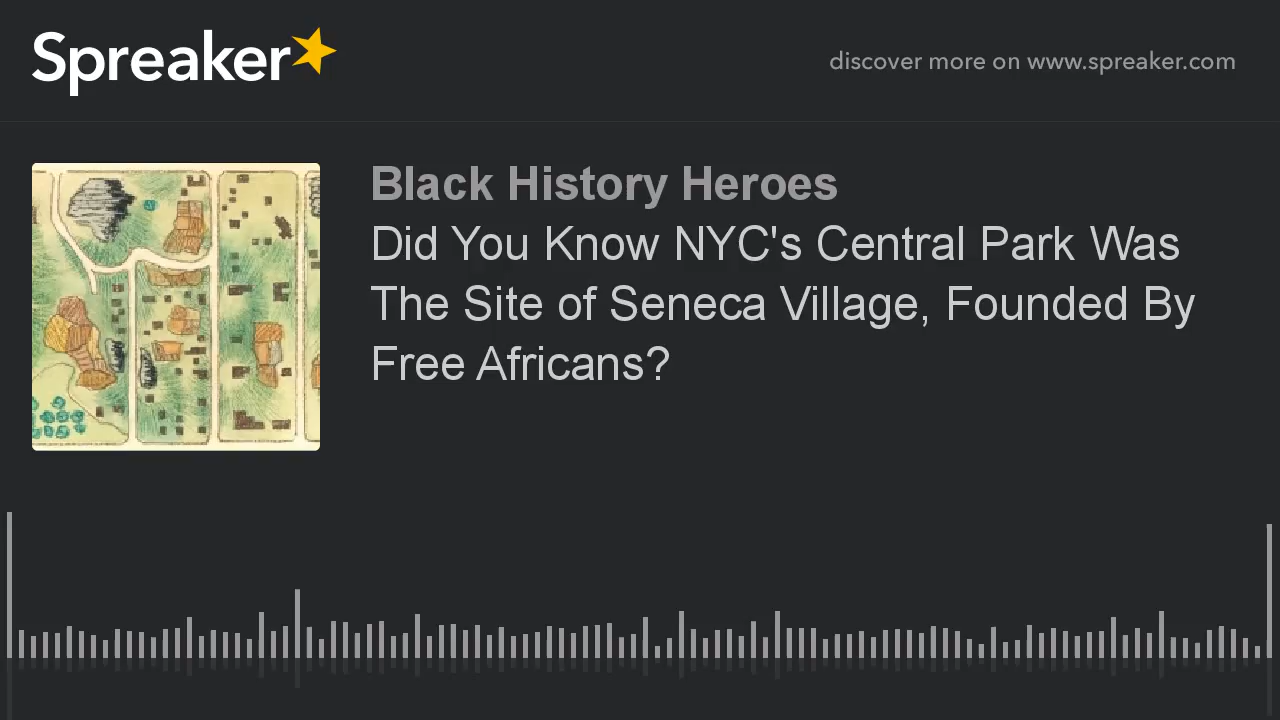 Spreaker
discover more on www.spreaker.com
Black History Heroes
Did You Know NYC's Central Park Was
The Site of Seneca Village, Founded By
Free Africans?